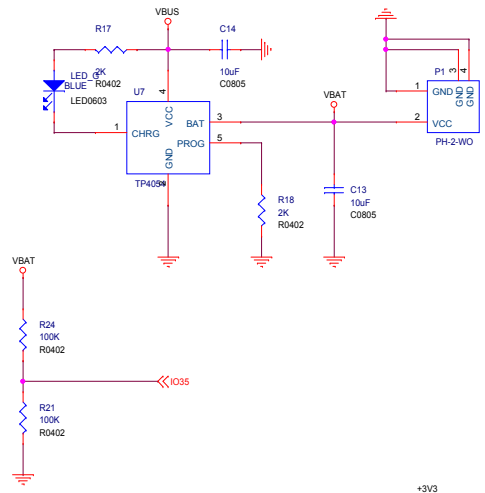 VBUS
R17
C14
2K
R0402
10uF
C0805
LED_G
BLUE
LED0603
U7
4
VCC
1
CHRG
BAT
3
PROG
5
GND
TP4054
VBAT
P1
3
4
1
GND
GND
GND
2
VCC
PH-2-WO
R18
2K
R0402
C13
10uF
C0805
VBAT
R24
100K
R0402
IO35
R21
100K
R0402
+3V3